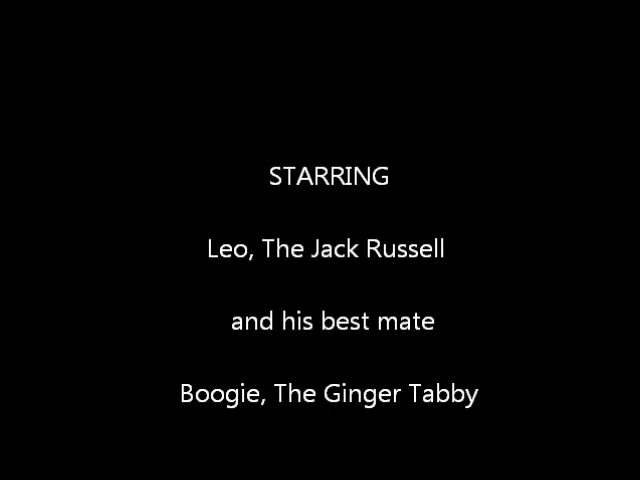 STARRING
Leo, The Jack Russell
and his best mate
Boogie, The Ginger Tabby